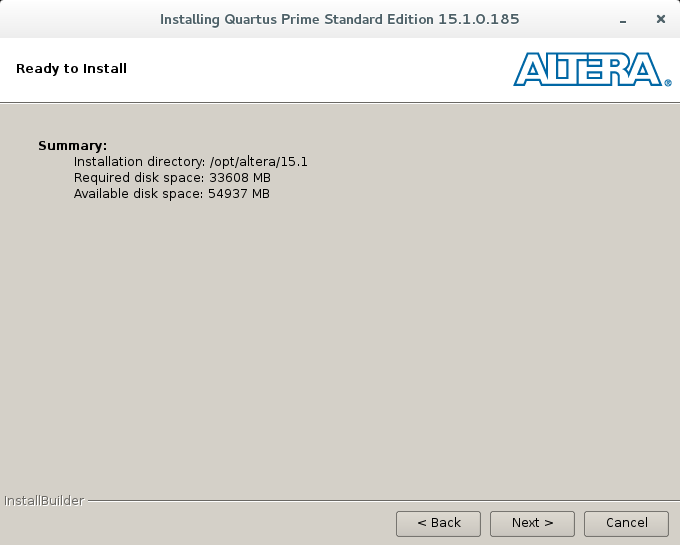 Installing Quartus Prime Standard Edition 15.1.0.185
Ready to Install
ALTERA®
Summary:
Installation directory: /opt/altera/15.1
Required disk space: 33608 MB
Available disk space: 54937 MB
InstallBuilder
< Back
Next >
Cancel